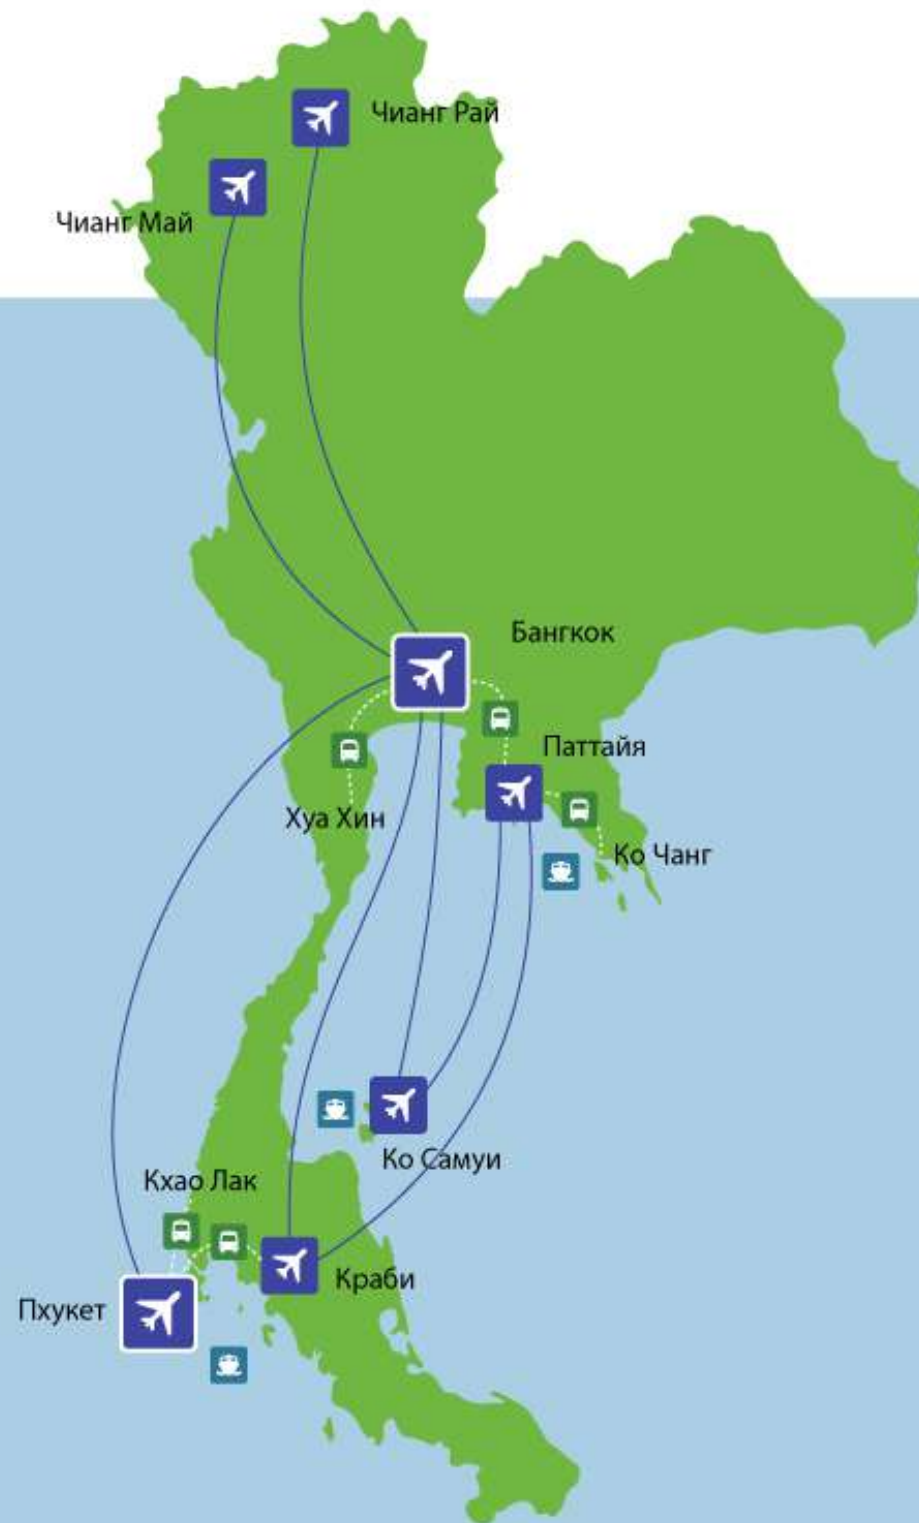 Чианг Рай
Чианг Май
Бангкок
Паттайя
Хуа Хин
Ко Чанг
Ко Самуи
Кхао Лак
Краби
Пхукет